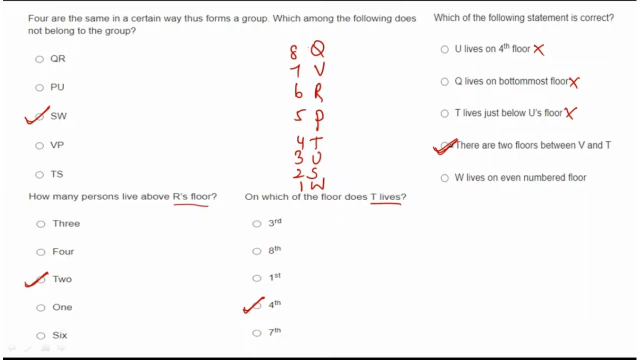 Four are the same in a certain way thus forms a group. Which among the following does
not belong to the group?
QR
PU
SW
VP
TS
8 Q
7 V
6 R
5 P
4 T
3 U
2 S
1 W
Which of the following statement is correct?
U lives on 4th floor ×
Q lives on bottommost floor ×
T lives just below U's floor ×
There are two floors between V and T
W lives on even numbered floor
How many persons live above R's floor?
Three
Four
Two
One
Six
On which of the floor does T lives?
3rd
8th
1st
4th
7th